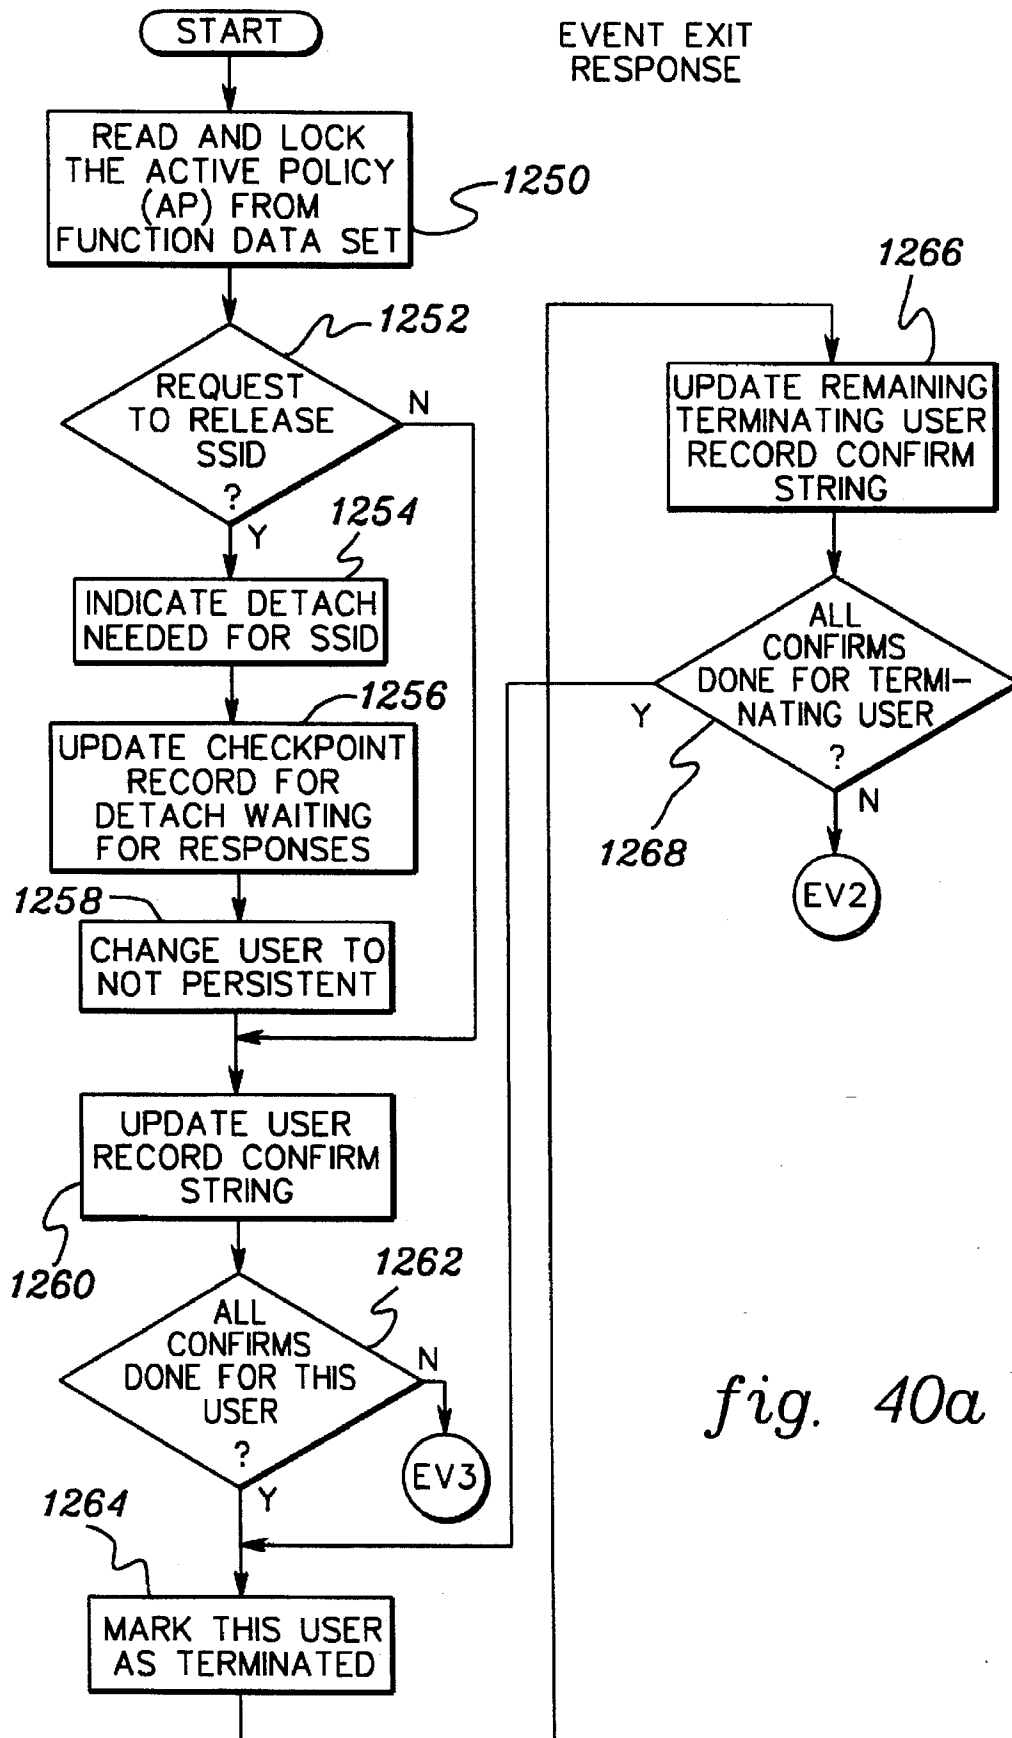 START
EVENT EXIT
RESPONSE
READ AND LOCK
THE ACTIVE POLICY
(AP) FROM
FUNCTION DATA SET
1250
1252
REQUEST
TO RELEASE
SSID
?
N
Y
1254
INDICATE DETACH
NEEDED FOR SSID
1256
UPDATE CHECKPOINT
RECORD FOR
DETACH WAITING
FOR RESPONSES
1258
CHANGE USER TO
NOT PERSISTENT
UPDATE USER
RECORD CONFIRM
STRING
1260
1262
ALL
CONFIRMS
DONE FOR THIS
USER
?
N
EV3
Y
1264
MARK THIS USER
AS TERMINATED
1266
UPDATE REMAINING
TERMINATING USER
RECORD CONFIRM
STRING
ALL
CONFIRMS
DONE FOR TERMI-
NATING USER
?
Y
N
1268
EV2
fig. 40a